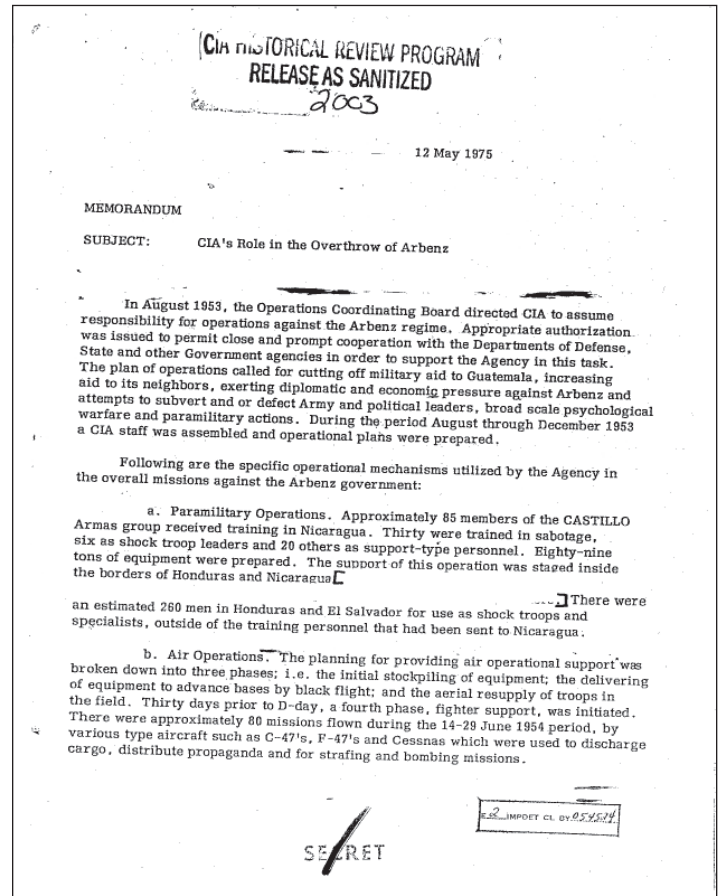 CIA HISTORICAL REVIEW PROGRAM
RELEASE AS SANITIZED
2003
12 May 1975
MEMORANDUM
SUBJECT: CIA's Role in the Overthrow of Arbenz
In August 1953, the Operations Coordinating Board directed CIA to assume
responsibility for operations against the Arbenz regime. Appropriate authorization
was issued to permit close and prompt cooperation with the Departments of Defense,
State and other Government agencies in order to support the Agency in this task.
The plan of operations called for cutting off military aid to Guatemala, increasing
aid to its neighbors, exerting diplomatic and economic pressure against Arbenz and
attempts to subvert and or defect Army and political leaders, broad scale psychological
warfare and paramilitary actions. During the period August through December 1953
a CIA staff was assembled and operational plans were prepared.
Following are the specific operational mechanisms utilized by the Agency in
the overall missions against the Arbenz government:
a. Paramilitary Operations. Approximately 85 members of the CASTILLO
Armas group received training in Nicaragua. Thirty were trained in sabotage,
six as shock troop leaders and 20 others as support-type personnel. Eighty-nine
tons of equipment were prepared. The support of this operation was staged inside
the borders of Honduras and Nicaragua[
] There were
an estimated 260 men in Honduras and El Salvador for use as shock troops and
specialists, outside of the training personnel that had been sent to Nicaragua.
b. Air Operations. The planning for providing air operational support was
broken down into three phases; i.e. the initial stockpiling of equipment; the delivering
of equipment to advance bases by black flight; and the aerial resupply of troops in
the field. Thirty days prior to D-day, a fourth phase, fighter support, was initiated.
There were approximately 80 missions flown during the 14-29 June 1954 period, by
various type aircraft such as C-47's, F-47's and Cessnas which were used to discharge
cargo, distribute propaganda and for strafing and bombing missions.
2 IMPDET CL BY 054514
SECRET